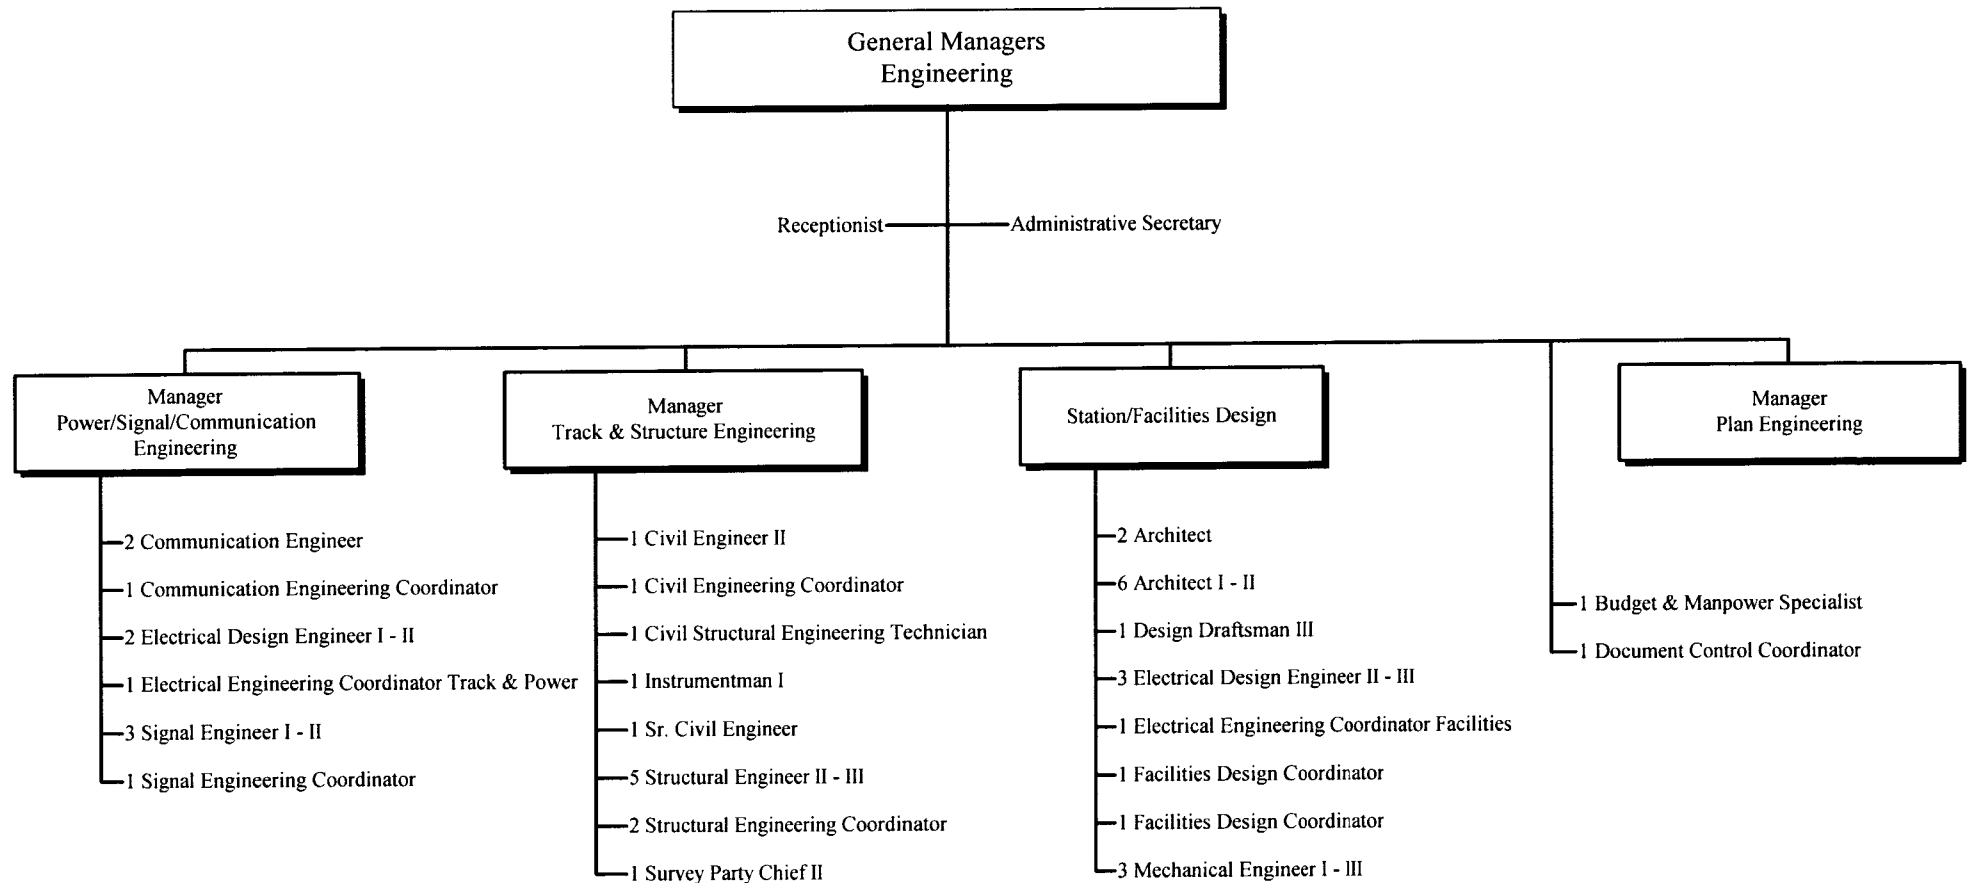 General Managers
Engineering
Receptionist
Administrative Secretary
Manager
Power/Signal/Communication
Engineering
Manager
Track & Structure Engineering
Station/Facilities Design
Manager
Plan Engineering
2 Communication Engineer
1 Communication Engineering Coordinator
2 Electrical Design Engineer I - II
1 Electrical Engineering Coordinator Track & Power
3 Signal Engineer I - II
1 Signal Engineering Coordinator
1 Civil Engineer II
1 Civil Engineering Coordinator
1 Civil Structural Engineering Technician
1 Instrumentman I
1 Sr. Civil Engineer
5 Structural Engineer II - III
2 Structural Engineering Coordinator
1 Survey Party Chief II
2 Architect
6 Architect I - II
1 Design Draftsman III
3 Electrical Design Engineer II - III
1 Electrical Engineering Coordinator Facilities
1 Facilities Design Coordinator
1 Facilities Design Coordinator
3 Mechanical Engineer I - III
1 Budget & Manpower Specialist
1 Document Control Coordinator